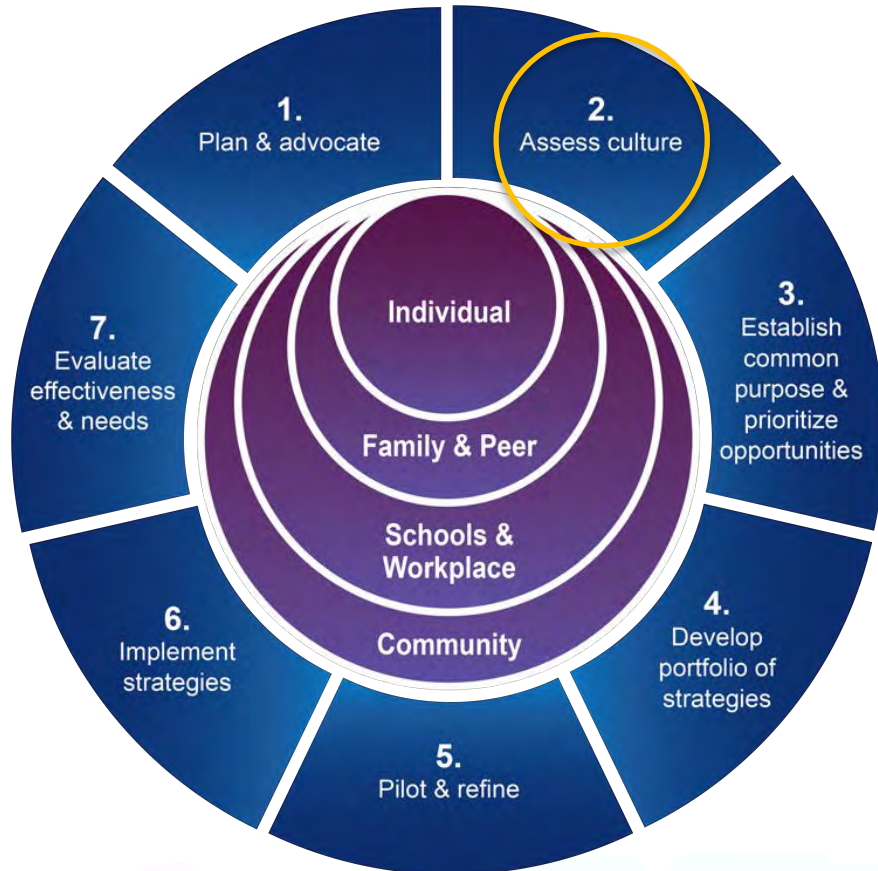 1.
Plan & advocate
2.
Assess culture
3.
Establish
common
purpose &
prioritize
opportunities
4.
Develop
portfolio of
strategies
5.
Pilot & refine
6.
Implement
strategies
7.
Evaluate
effectiveness
& needs
Individual
Family & Peer
Schools &
Workplace
Community